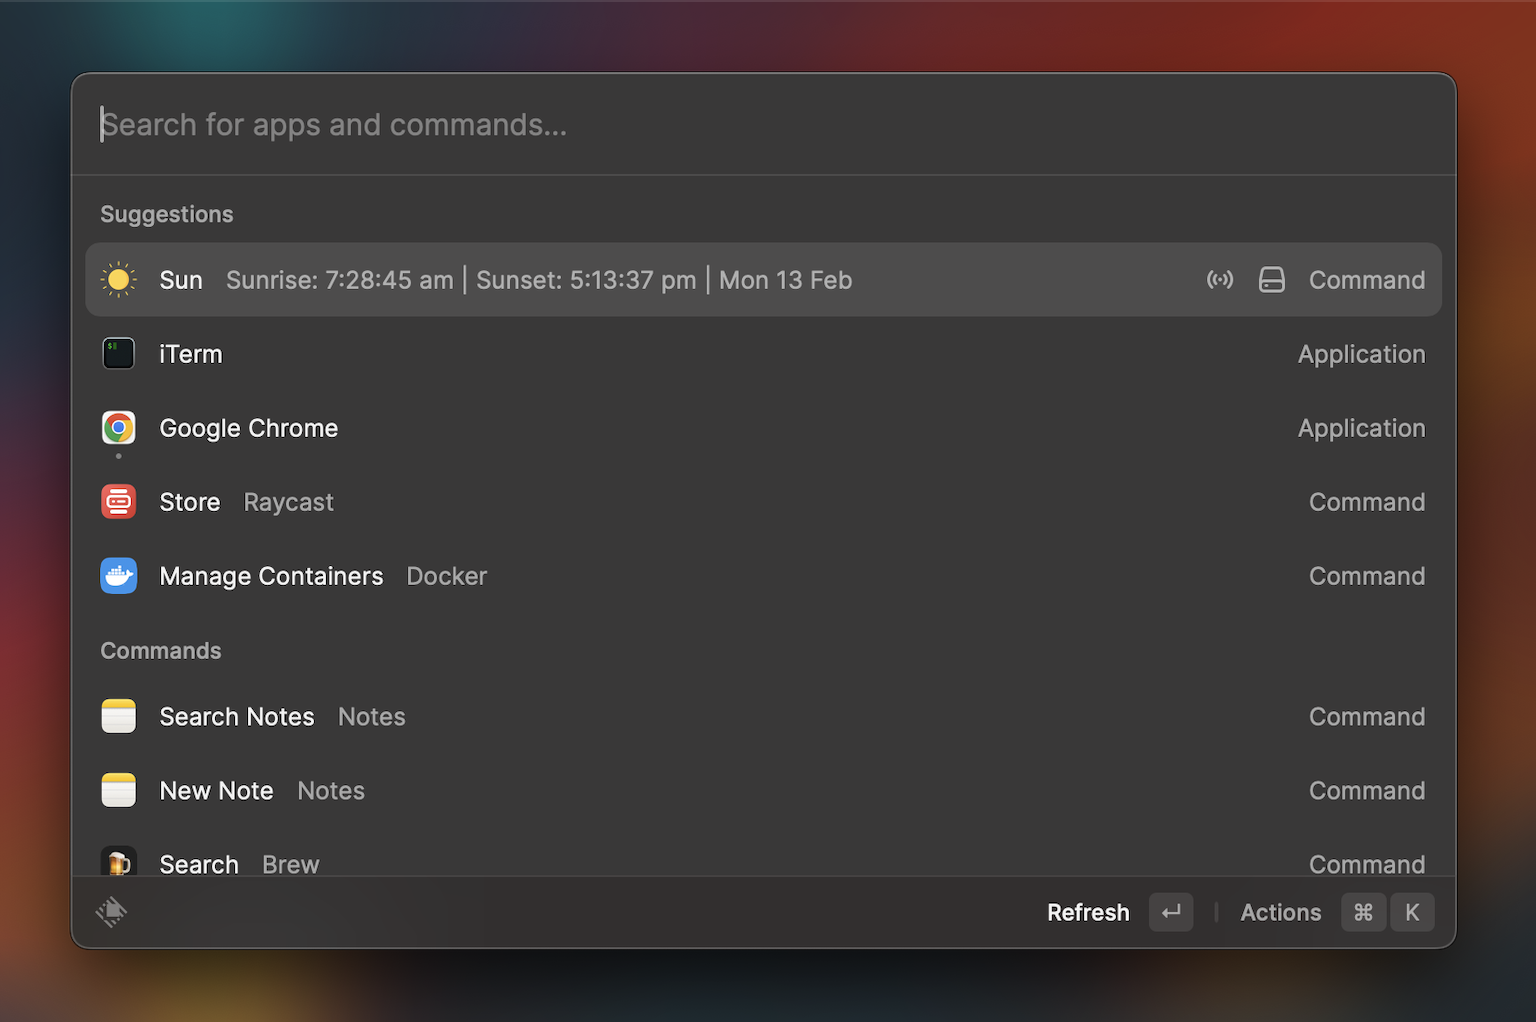 Search for apps and commands...
Suggestions
Sun Sunrise: 7:28:45 am | Sunset: 5:13:37 pm | Mon 13 Feb Command
$ iTerm Application
Google Chrome Application
Store Raycast Command
Manage Containers Docker Command
Commands
Search Notes Notes Command
New Note Notes Command
Search Brew Command
Refresh ↵ | Actions ⌘ K